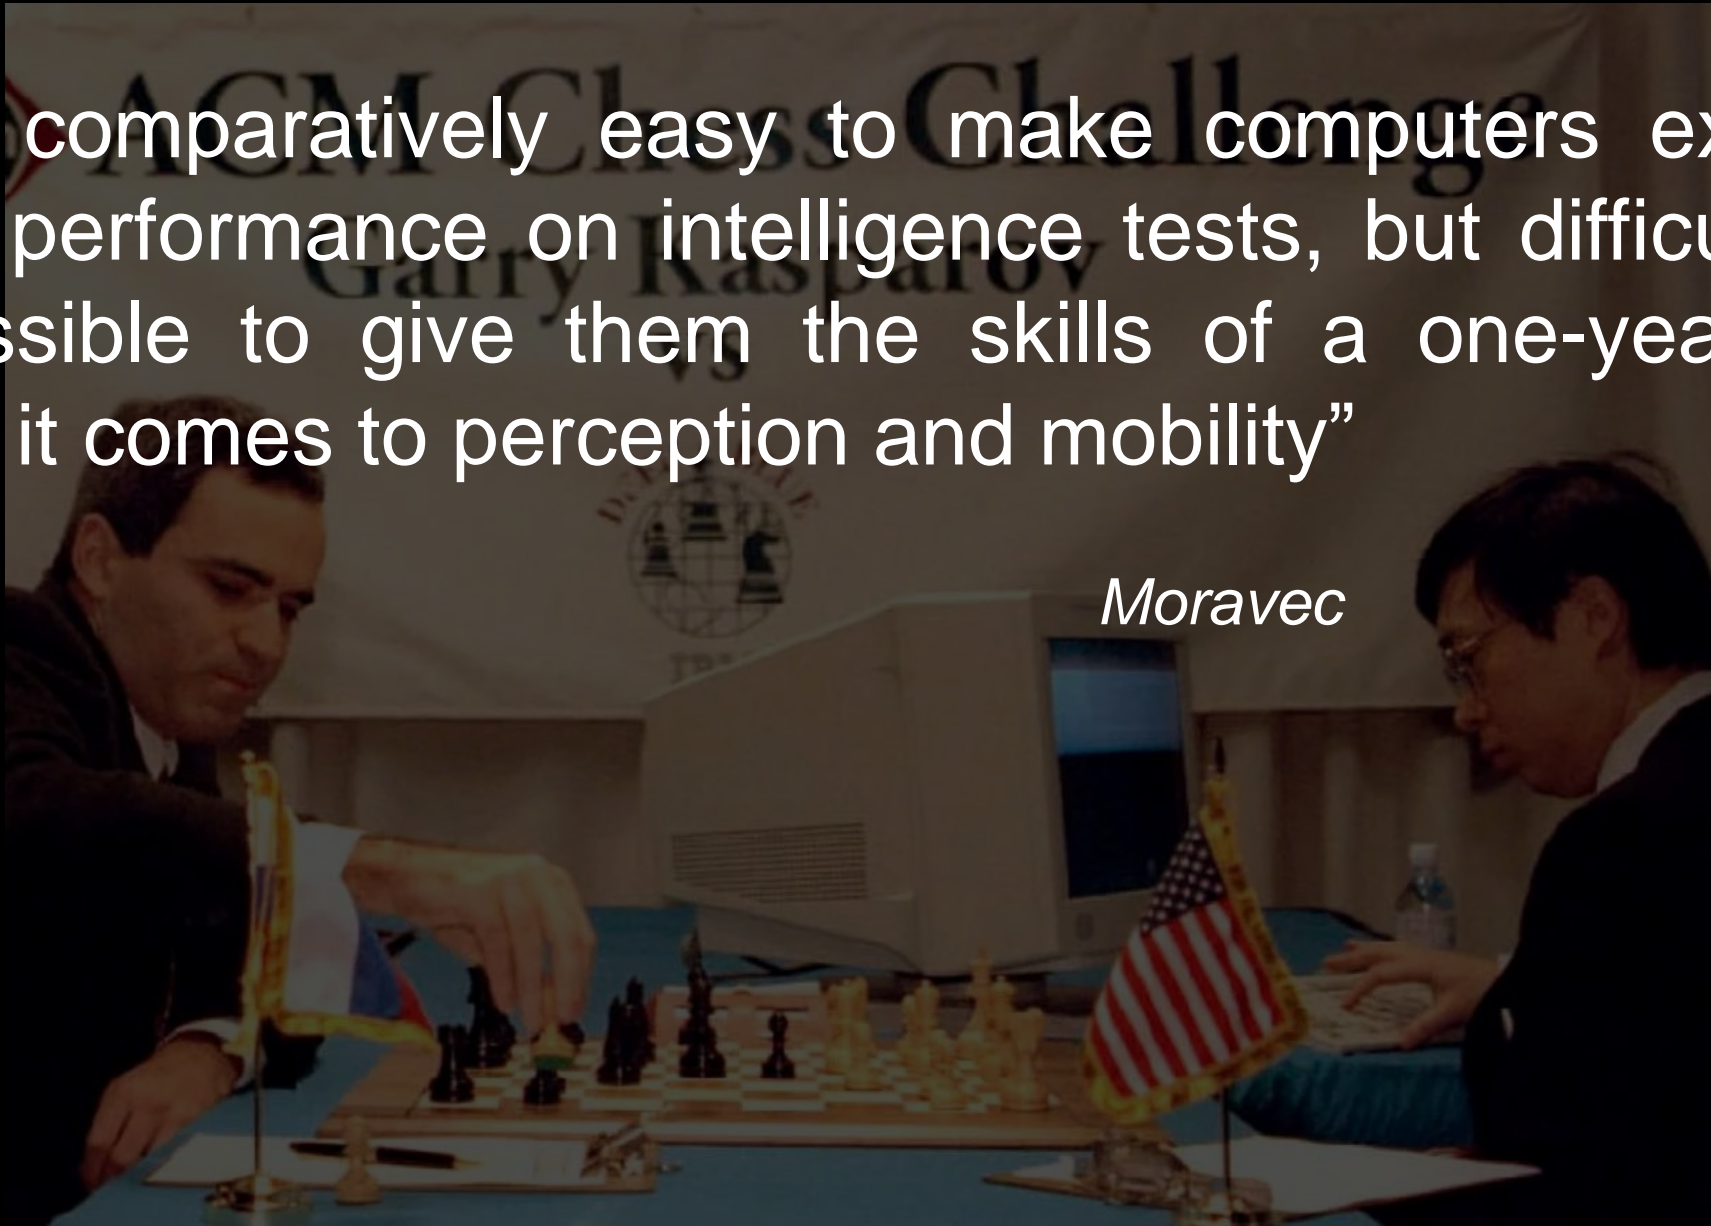 ACM Chess Challenge
Garry Kasparov
vs
comparatively easy to make computers ex
performance on intelligence tests, but difficu
ssible to give them the skills of a one-yea
it comes to perception and mobility”
Moravec